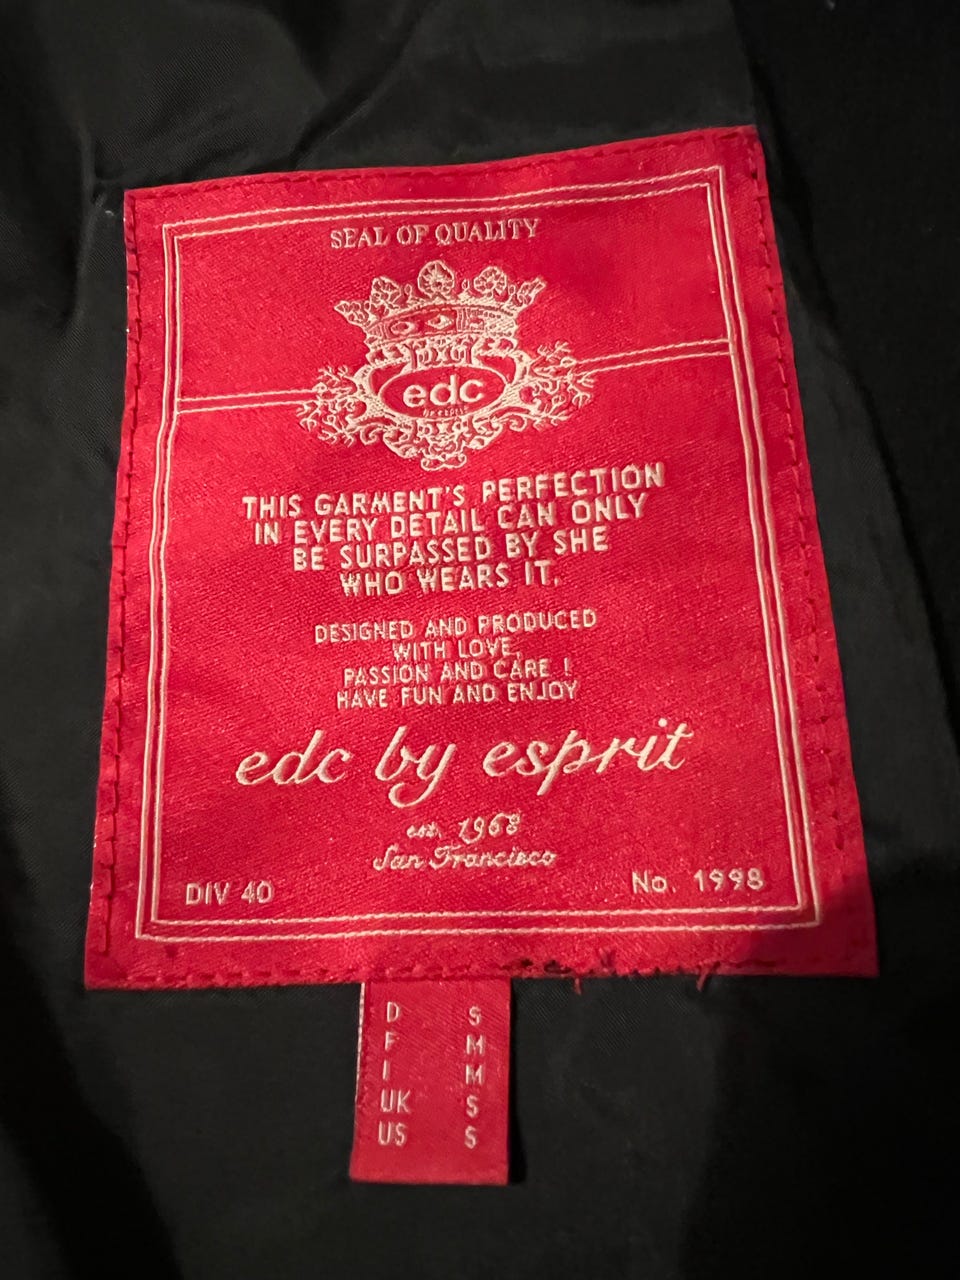 SEAL OF QUALITY
edc
BY ESPRIT
THIS GARMENT'S PERFECTION
IN EVERY DETAIL CAN ONLY
BE SURPASSED BY SHE
WHO WEARS IT.
DESIGNED AND PRODUCED
WITH LOVE,
PASSION AND CARE !
HAVE FUN AND ENJOY
edc by esprit
est. 1968
San Francisco
DIV 40 No. 1998
D S
F M
I M
UK S
US S